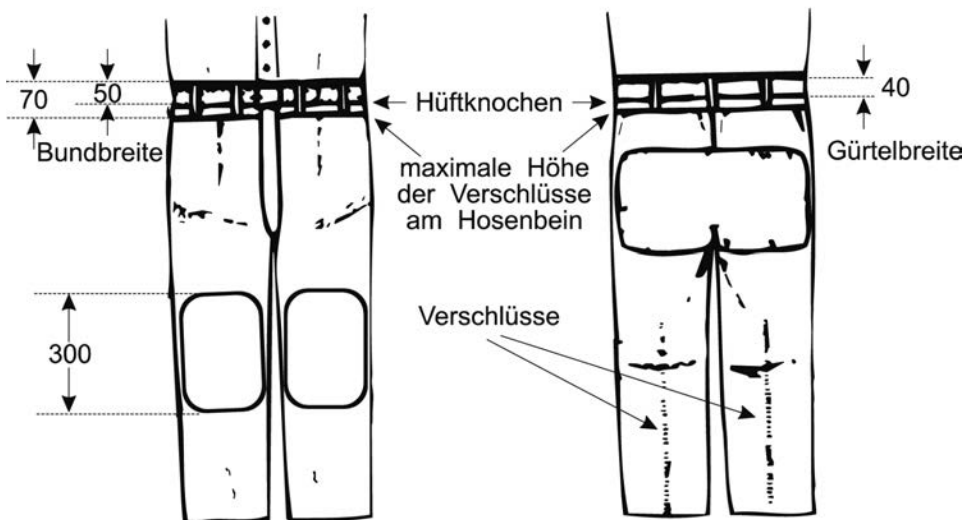 70
50
Bundbreite
300
Hüftknochen
maximale Höhe
der Verschlüsse
am Hosenbein
Verschlüsse
40
Gürtelbreite